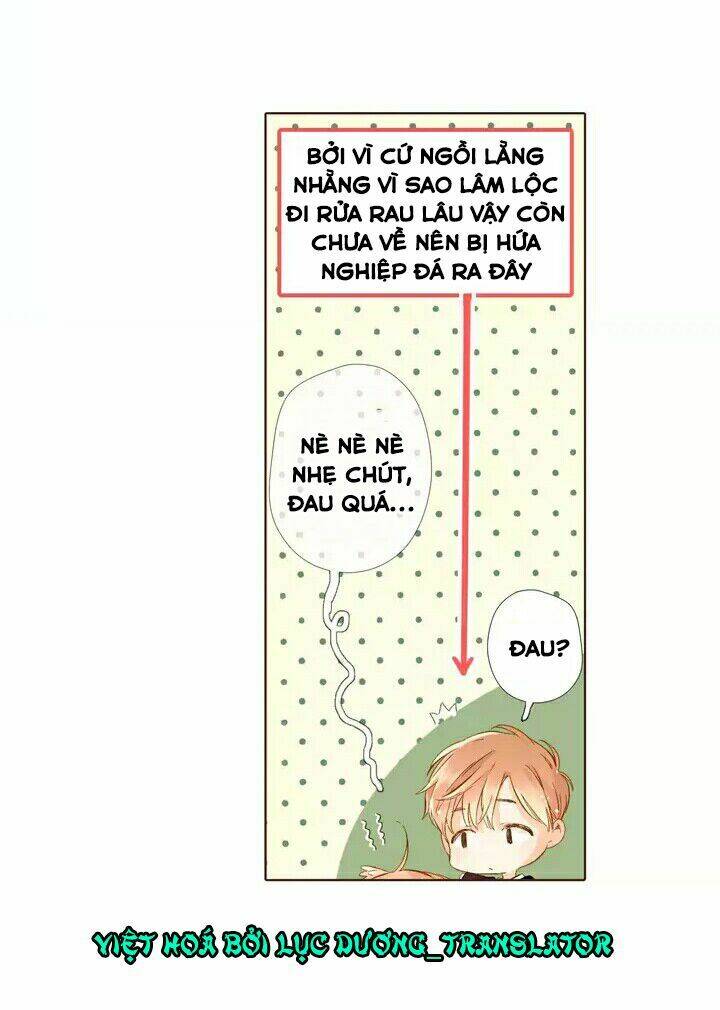 BỞI VÌ CỨ NGỒI LẰNG
NHẰNG VÌ SAO LÂM LỘC
ĐI RỬA RAU LÂU VẬY CÒN
CHƯA VỀ NÊN BỊ HỨA
NGHIỆP ĐÁ RA ĐÂY
NÈ NÈ NÈ
NHẸ CHÚT,
ĐAU QUÁ...
ĐAU?
VIỆT HOÁ BỞI LỤC DƯƠNG_TRANSLATOR